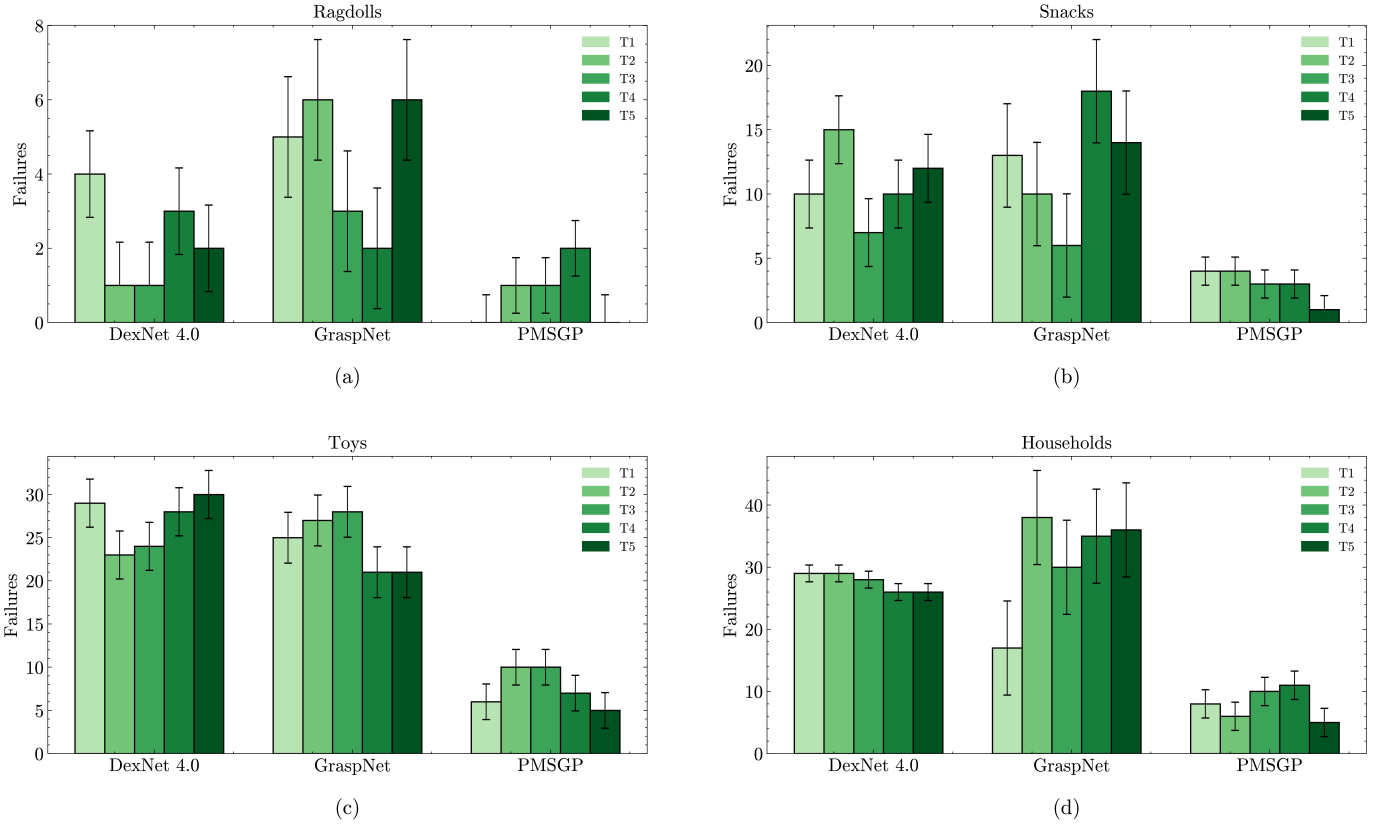 Ragdolls
8
6
4
2
0
Failures
T1
T2
T3
T4
T5
DexNet 4.0 GraspNet PMSGP
(a)
Snacks
20
15
10
5
0
Failures
T1
T2
T3
T4
T5
DexNet 4.0 GraspNet PMSGP
(b)
Toys
30
25
20
15
10
5
0
Failures
T1
T2
T3
T4
T5
DexNet 4.0 GraspNet PMSGP
(c)
Households
40
30
20
10
0
Failures
T1
T2
T3
T4
T5
DexNet 4.0 GraspNet PMSGP
(d)